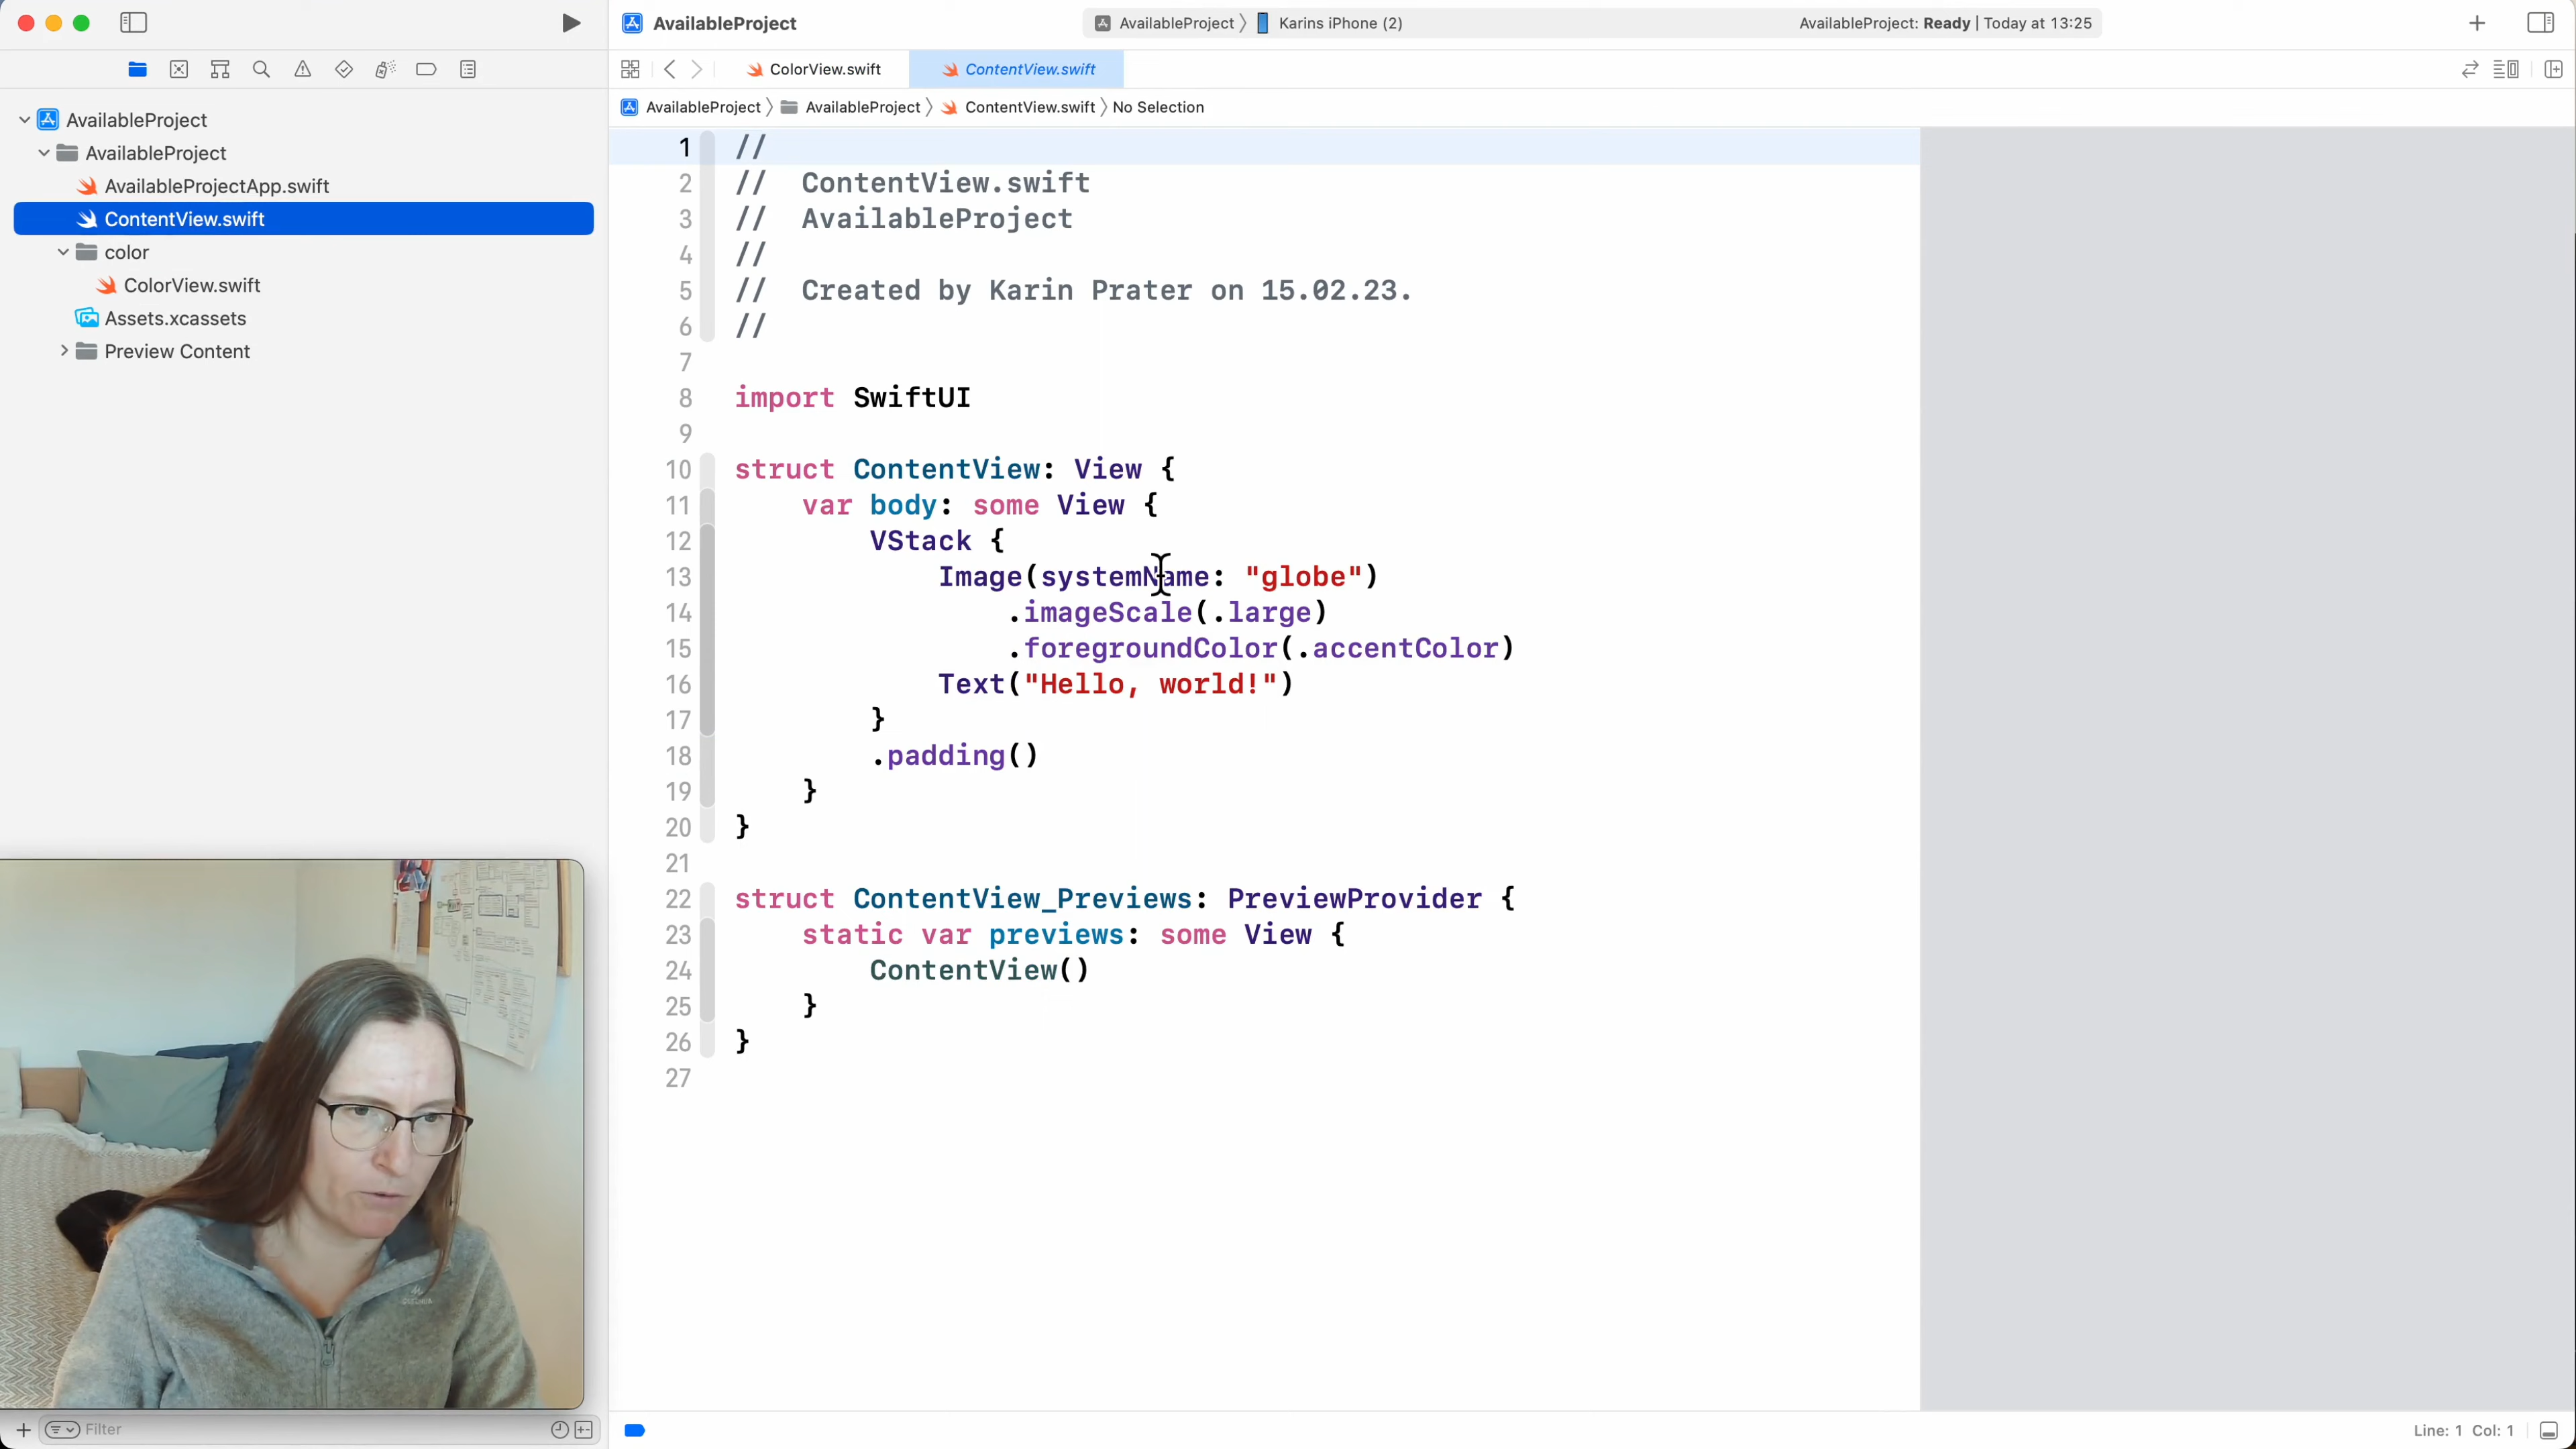 AvailableProject
AvailableProject 〉 Karins iPhone (2)
AvailableProject: Ready | Today at 13:25
ColorView.swift
ContentView.swift
AvailableProject 〉 AvailableProject 〉 ContentView.swift 〉 No Selection
AvailableProject
AvailableProject
AvailableProjectApp.swift
ContentView.swift
color
ColorView.swift
Assets.xcassets
Preview Content
1 //
2 //  ContentView.swift
3 //  AvailableProject
4 //
5 //  Created by Karin Prater on 15.02.23.
6 //
7
8 import SwiftUI
9
10 struct ContentView: View {
11     var body: some View {
12         VStack {
13             Image(systemName: "globe")
14                 .imageScale(.large)
15                 .foregroundColor(.accentColor)
16             Text("Hello, world!")
17         }
18         .padding()
19     }
20 }
21
22 struct ContentView_Previews: PreviewProvider {
23     static var previews: some View {
24         ContentView()
25     }
26 }
27
Filter
Line: 1 Col: 1